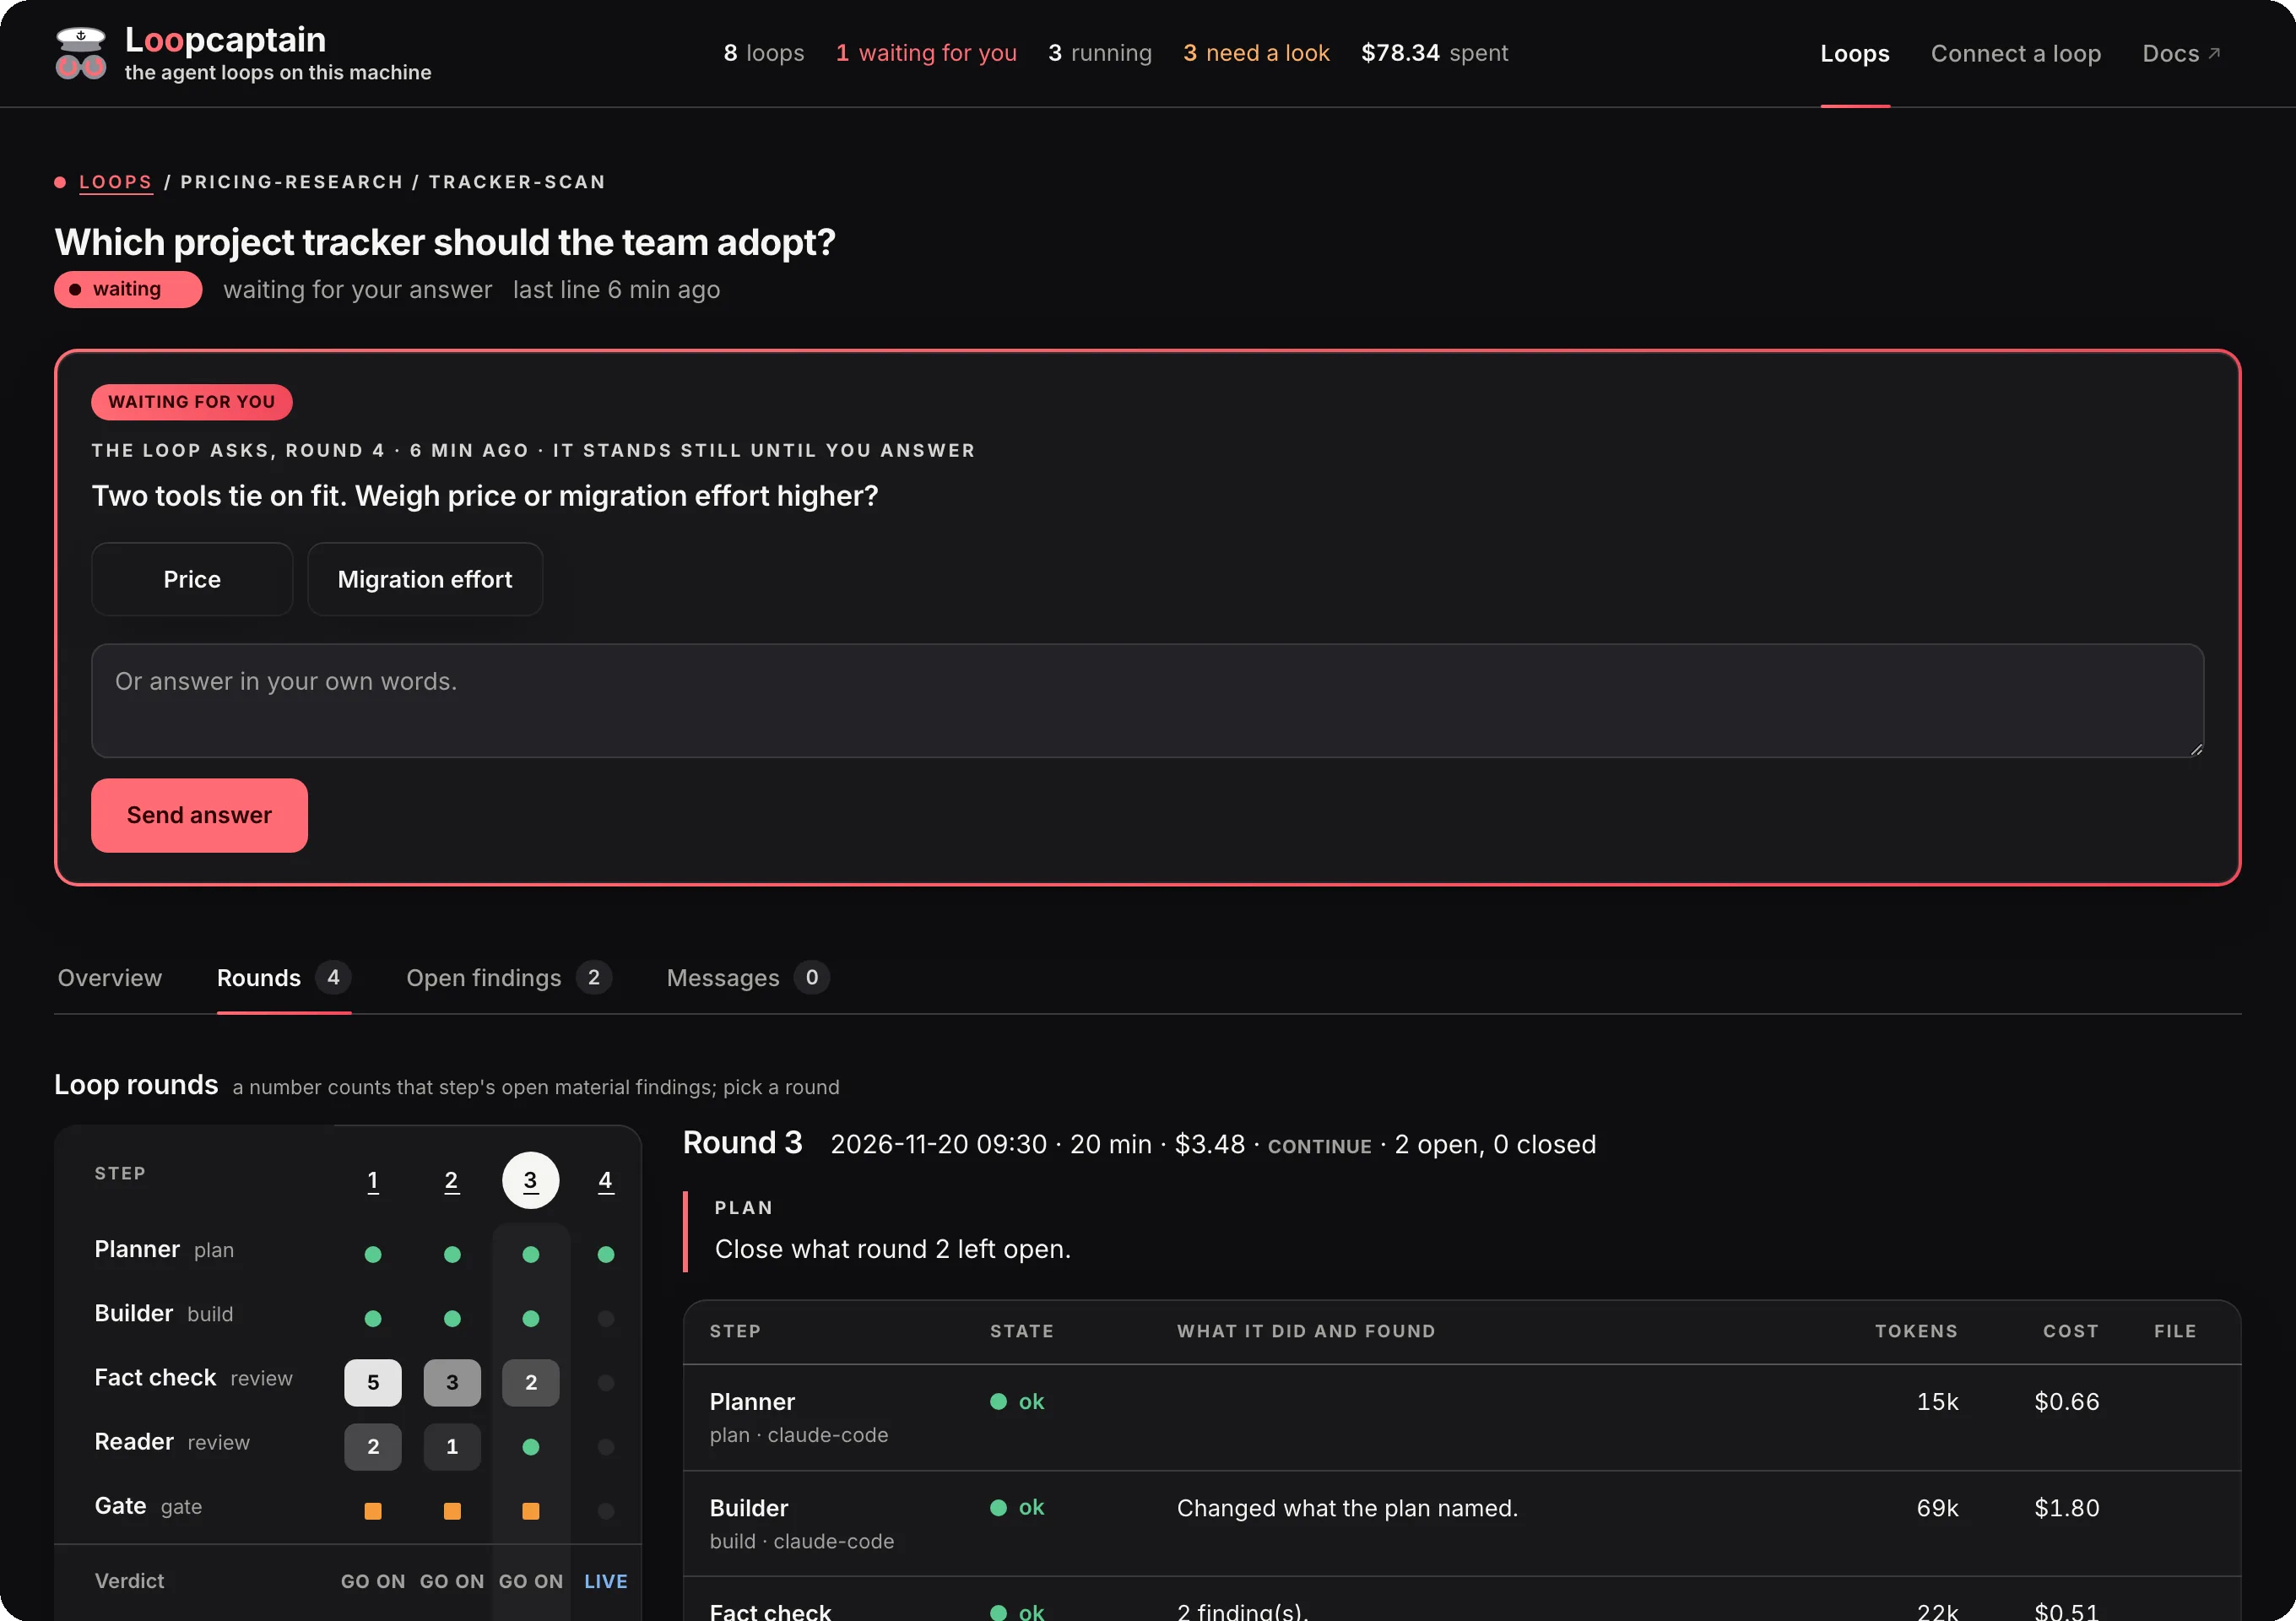 Loopcaptain
the agent loops on this machine
8 loops 1 waiting for you 3 running 3 need a look $78.34 spent
Loops Connect a loop Docs ↗
LOOPS / PRICING-RESEARCH / TRACKER-SCAN
Which project tracker should the team adopt?
waiting waiting for your answer last line 6 min ago
WAITING FOR YOU
THE LOOP ASKS, ROUND 4 · 6 MIN AGO · IT STANDS STILL UNTIL YOU ANSWER
Two tools tie on fit. Weigh price or migration effort higher?
Price Migration effort
Or answer in your own words.
Send answer
Overview Rounds 4 Open findings 2 Messages 0
Loop rounds a number counts that step's open material findings; pick a round
STEP 1 2 3 4
Planner plan
Builder build
Fact check review 5 3 2
Reader review 2 1
Gate gate
Verdict GO ON GO ON GO ON LIVE
Round 3 2026-11-20 09:30 · 20 min · $3.48 · CONTINUE · 2 open, 0 closed
PLAN
Close what round 2 left open.
STEP STATE WHAT IT DID AND FOUND TOKENS COST FILE
Planner ok 15k $0.66
plan · claude-code
Builder ok Changed what the plan named. 69k $1.80
build · claude-code
Fact check ok 2 finding(s). 22k $0.51